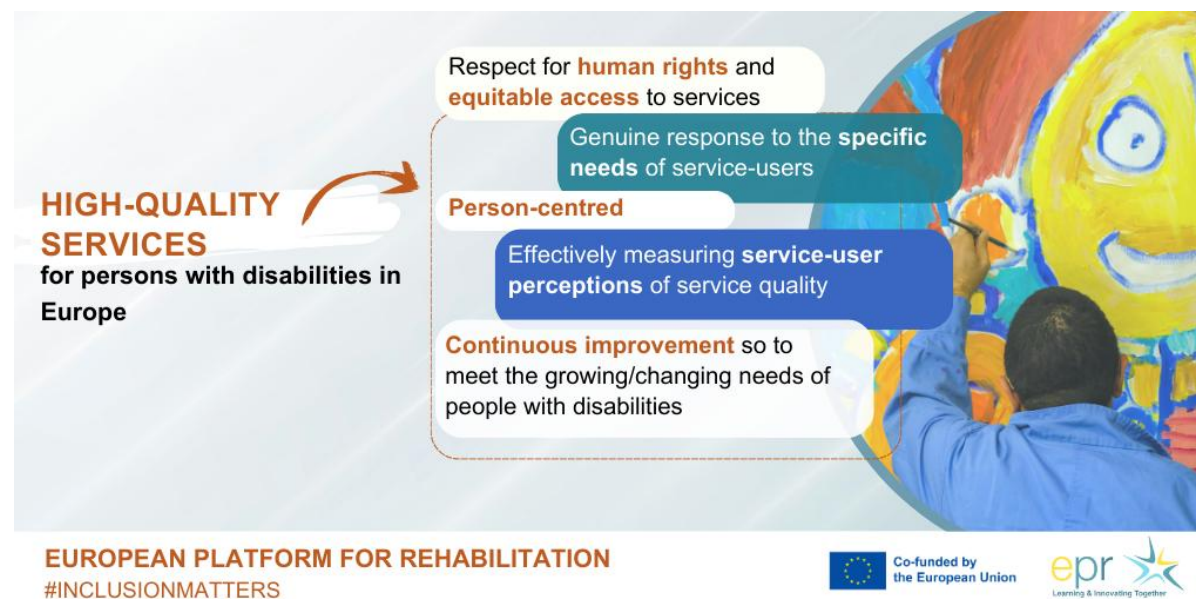 HIGH-QUALITY
SERVICES
for persons with disabilities in
Europe
Respect for human rights and
equitable access to services
Genuine response to the specific
needs of service-users
Person-centred
Effectively measuring service-user
perceptions of service quality
Continuous improvement so to
meet the growing/changing needs of
people with disabilities
EUROPEAN PLATFORM FOR REHABILITATION
#INCLUSIONMATTERS
Co-funded by
the European Union
epr
Learning & Innovating Together